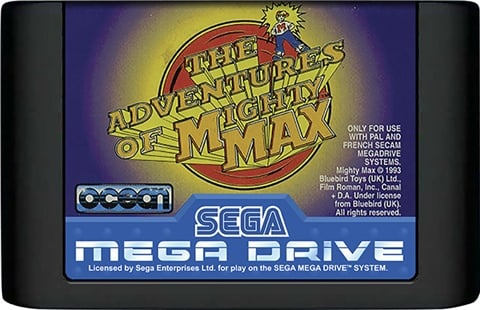 THE
ADVENTURES
OF MIGHTY
MAX
M
ONLY FOR USE
WITH PAL AND
FRENCH SECAM
MEGADRIVE
SYSTEMS.
Mighty Max © 1993
Bluebird Toys (UK) Ltd.,
Film Roman, Inc., Canal
+ D.A. Under license
from Bluebird (UK).
All rights reserved.
ocean
SEGA
MEGA DRIVE
Licensed by Sega Enterprises Ltd. for play on the SEGA MEGA DRIVE™ SYSTEM.